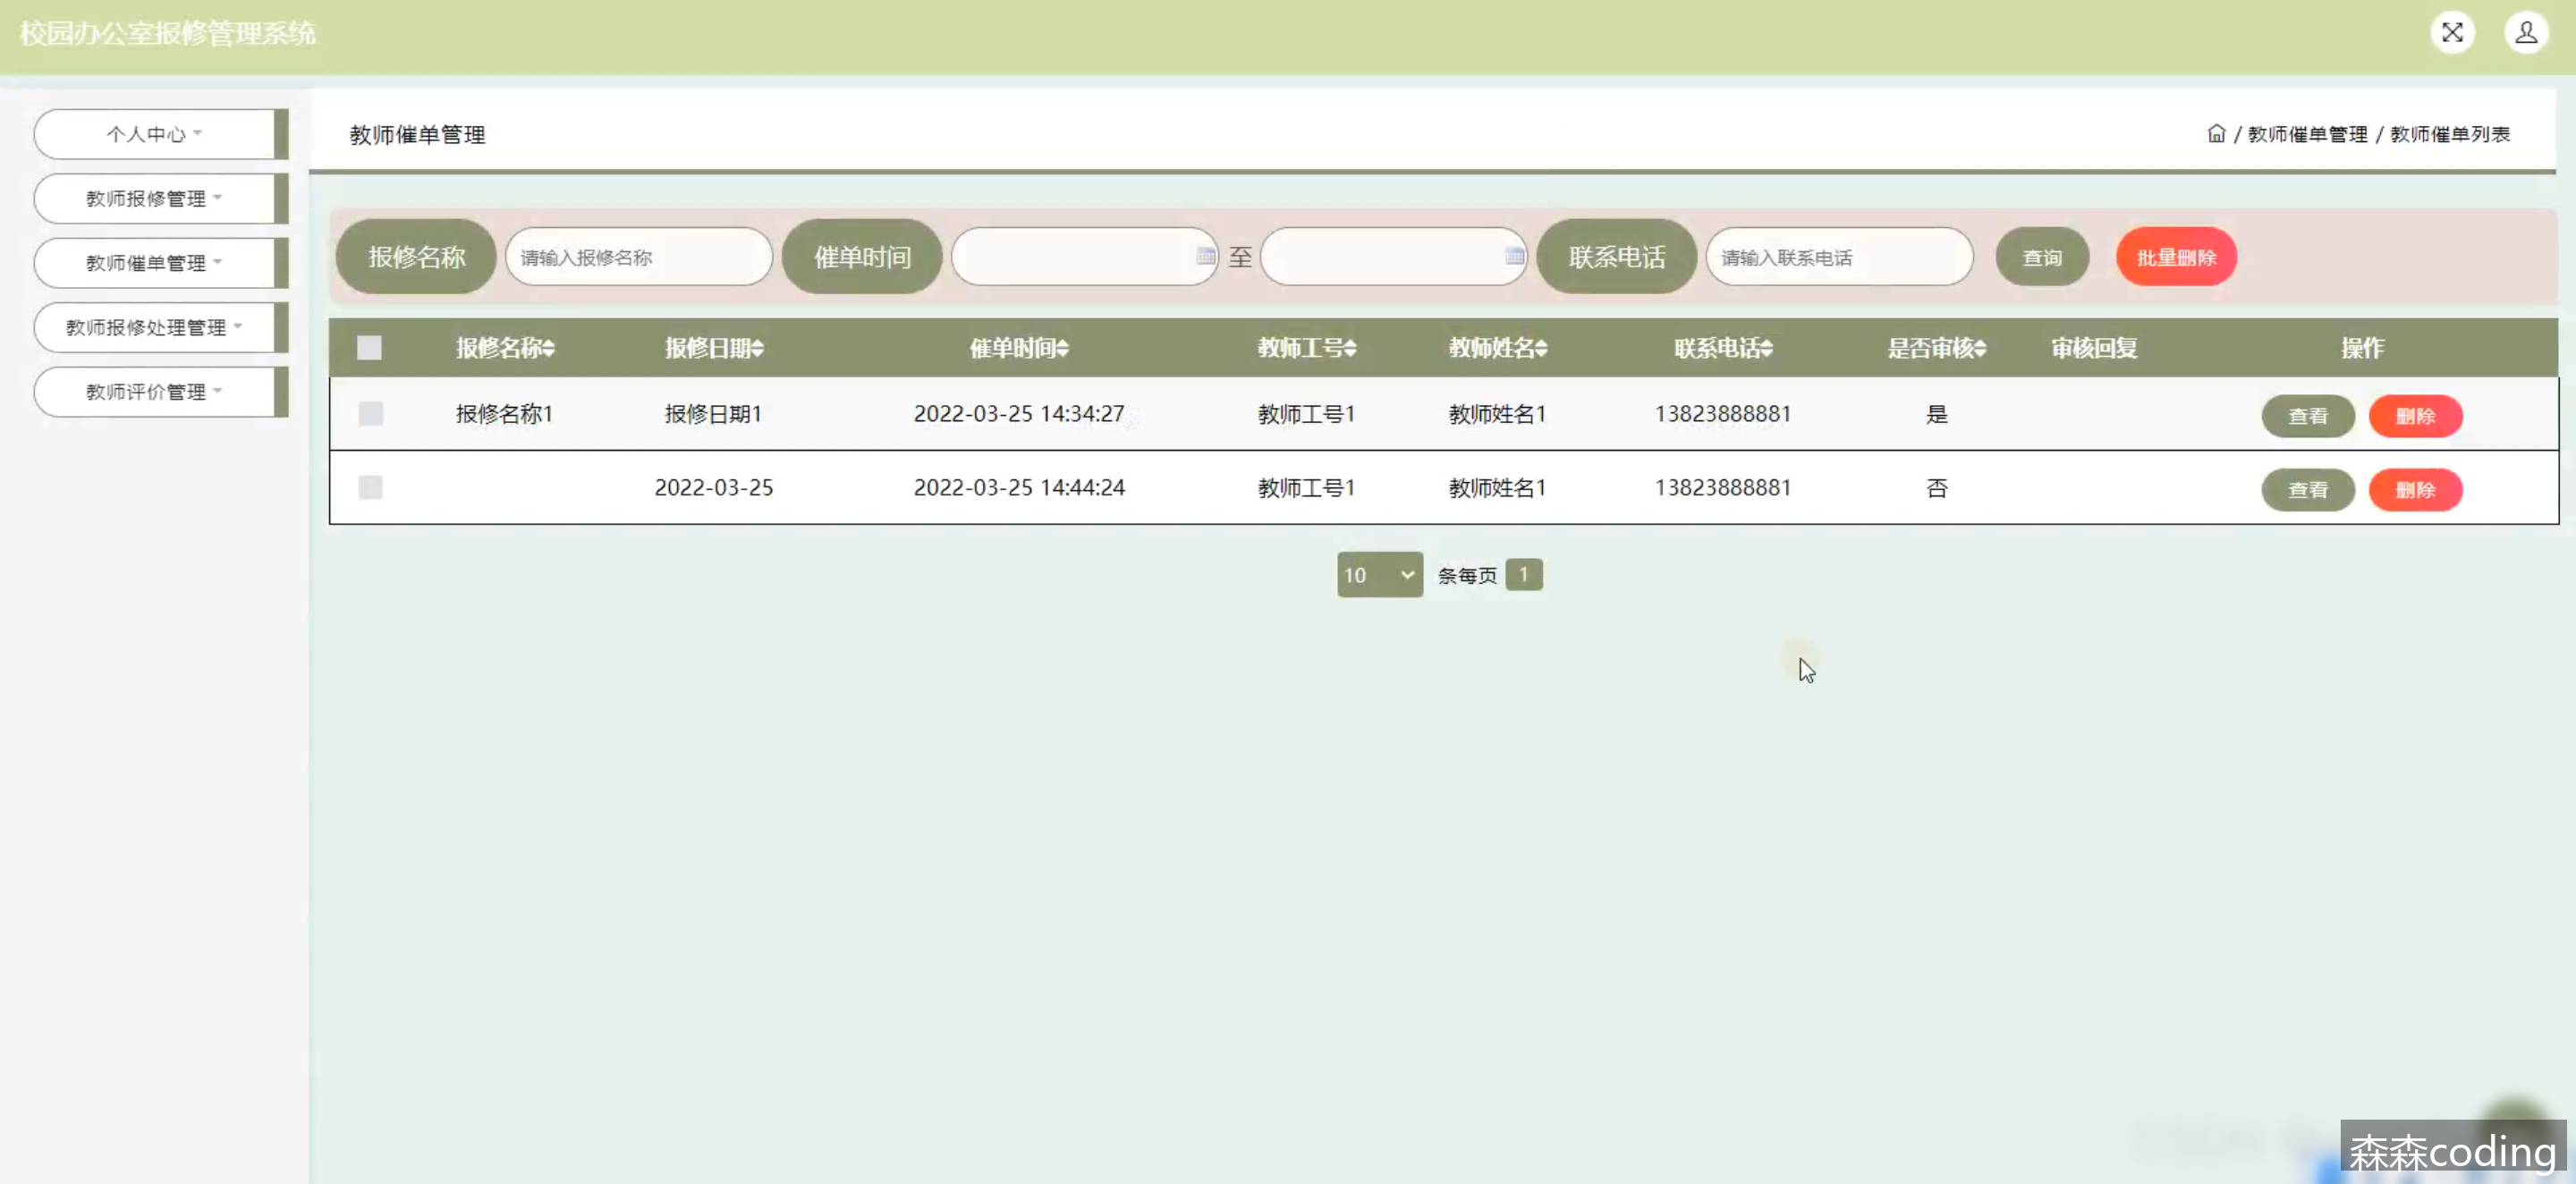 校园办公室报修管理系统
个人中心
教师报修管理
教师催单管理
教师报修处理管理
教师评价管理
教师催单管理
/ 教师催单管理 / 教师催单列表
报修名称 请输入报修名称 催单时间 至 联系电话 请输入联系电话 查询 批量删除
报修名称 报修日期 催单时间 教师工号 教师姓名 联系电话 是否审核 审核回复 操作
报修名称1 报修日期1 2022-03-25 14:34:27 教师工号1 教师姓名1 13823888881 是 查看 删除
2022-03-25 2022-03-25 14:44:24 教师工号1 教师姓名1 13823888881 否 查看 删除
10 条每页 1
森森coding